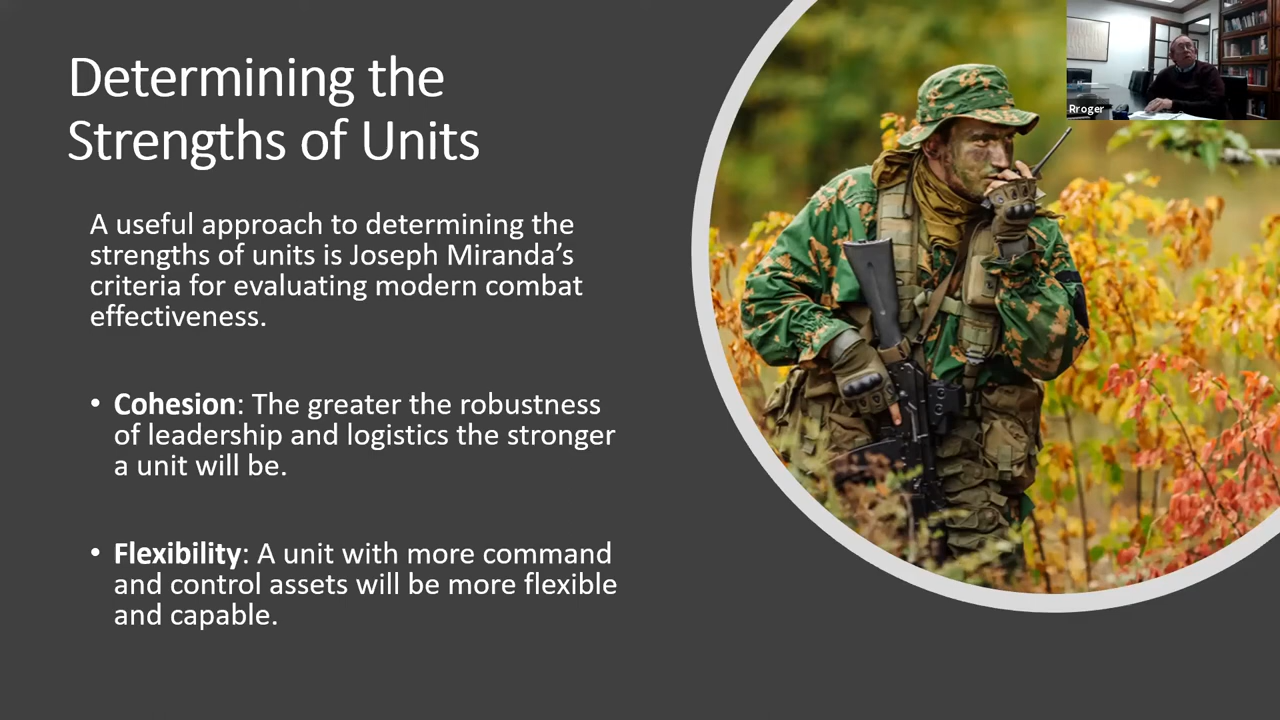 Determining the
Strengths of Units
A useful approach to determining the
strengths of units is Joseph Miranda’s
criteria for evaluating modern combat
effectiveness.
• Cohesion: The greater the robustness
of leadership and logistics the stronger
a unit will be.
• Flexibility: A unit with more command
and control assets will be more flexible
and capable.
Rroger